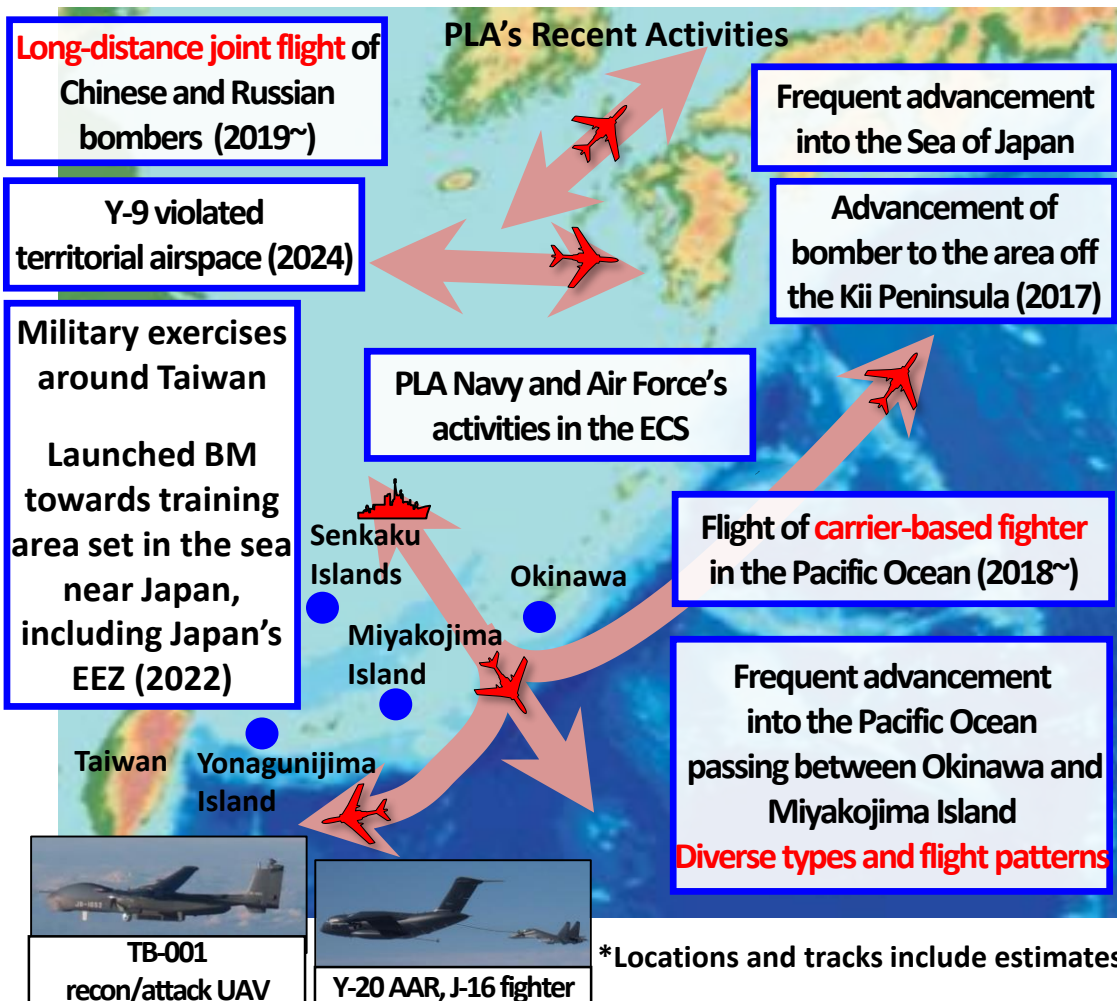 PLA's Recent Activities
Long-distance joint flight of
Chinese and Russian
bombers (2019~)
Frequent advancement
into the Sea of Japan
Y-9 violated
territorial airspace (2024)
Advancement of
bomber to the area off
the Kii Peninsula (2017)
Military exercises
around Taiwan
Launched BM
towards training
area set in the sea
near Japan,
including Japan's
EEZ (2022)
PLA Navy and Air Force's
activities in the ECS
Flight of carrier-based fighter
in the Pacific Ocean (2018~)
Senkaku
Islands
Okinawa
Miyakojima
Island
Frequent advancement
into the Pacific Ocean
passing between Okinawa and
Miyakojima Island
Diverse types and flight patterns
Taiwan
Yonagunijima
Island
TB-001
recon/attack UAV
Y-20 AAR, J-16 fighter
*Locations and tracks include estimates